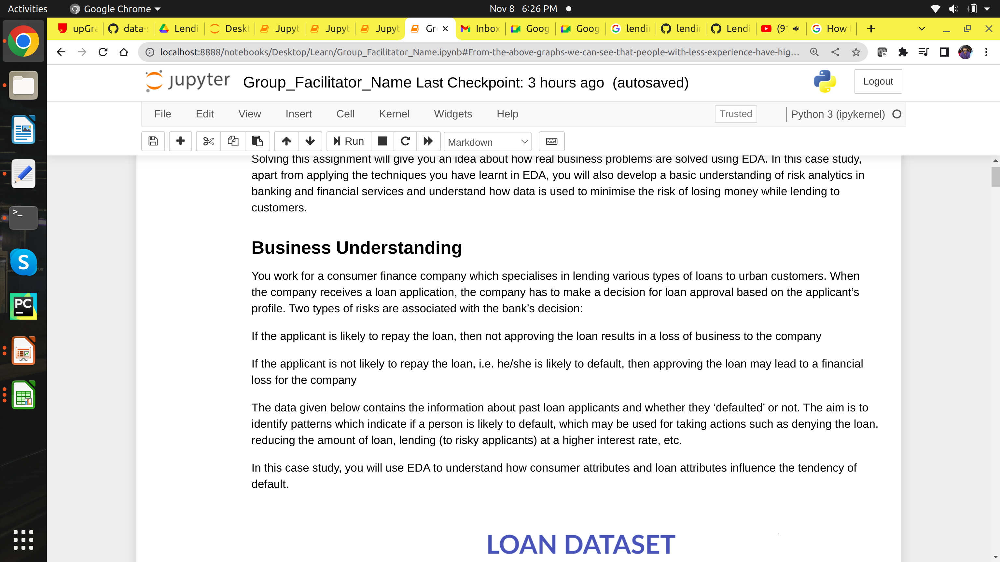 Activities Google Chrome Nov 8 6:26 PM
upGra data-s Lendi Deskt Jupyt Jupyt Jupyt Gr Inbox Goog Goog lendin lendin Lendi (9 How
localhost:8888/notebooks/Desktop/Learn/Group_Facilitator_Name.ipynb#From-the-above-graphs-we-can-see-that-people-with-less-experience-have-hig...
jupyter Group_Facilitator_Name Last Checkpoint: 3 hours ago (autosaved) Logout
File Edit View Insert Cell Kernel Widgets Help Trusted Python 3 (ipykernel)
Run Markdown
Solving this assignment will give you an idea about how real business problems are solved using EDA. In this case study,
apart from applying the techniques you have learnt in EDA, you will also develop a basic understanding of risk analytics in
banking and financial services and understand how data is used to minimise the risk of losing money while lending to
customers.
Business Understanding
You work for a consumer finance company which specialises in lending various types of loans to urban customers. When
the company receives a loan application, the company has to make a decision for loan approval based on the applicant’s
profile. Two types of risks are associated with the bank’s decision:
If the applicant is likely to repay the loan, then not approving the loan results in a loss of business to the company
If the applicant is not likely to repay the loan, i.e. he/she is likely to default, then approving the loan may lead to a financial
loss for the company
The data given below contains the information about past loan applicants and whether they ‘defaulted’ or not. The aim is to
identify patterns which indicate if a person is likely to default, which may be used for taking actions such as denying the loan,
reducing the amount of loan, lending (to risky applicants) at a higher interest rate, etc.
In this case study, you will use EDA to understand how consumer attributes and loan attributes influence the tendency of
default.
LOAN DATASET
>_
S
PC